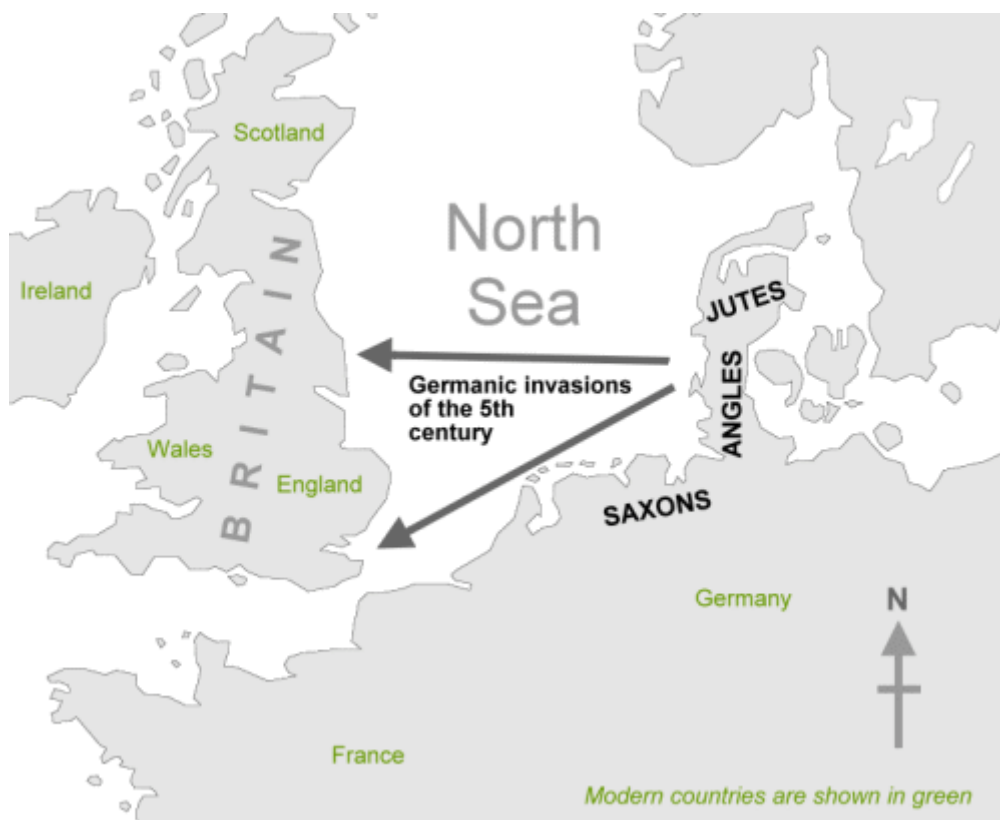 Scotland
North
Sea
Ireland
BRITAIN
JUTES
Germanic invasions
of the 5th
century
ANGLES
Wales
England
SAXONS
Germany
N
France
Modern countries are shown in green